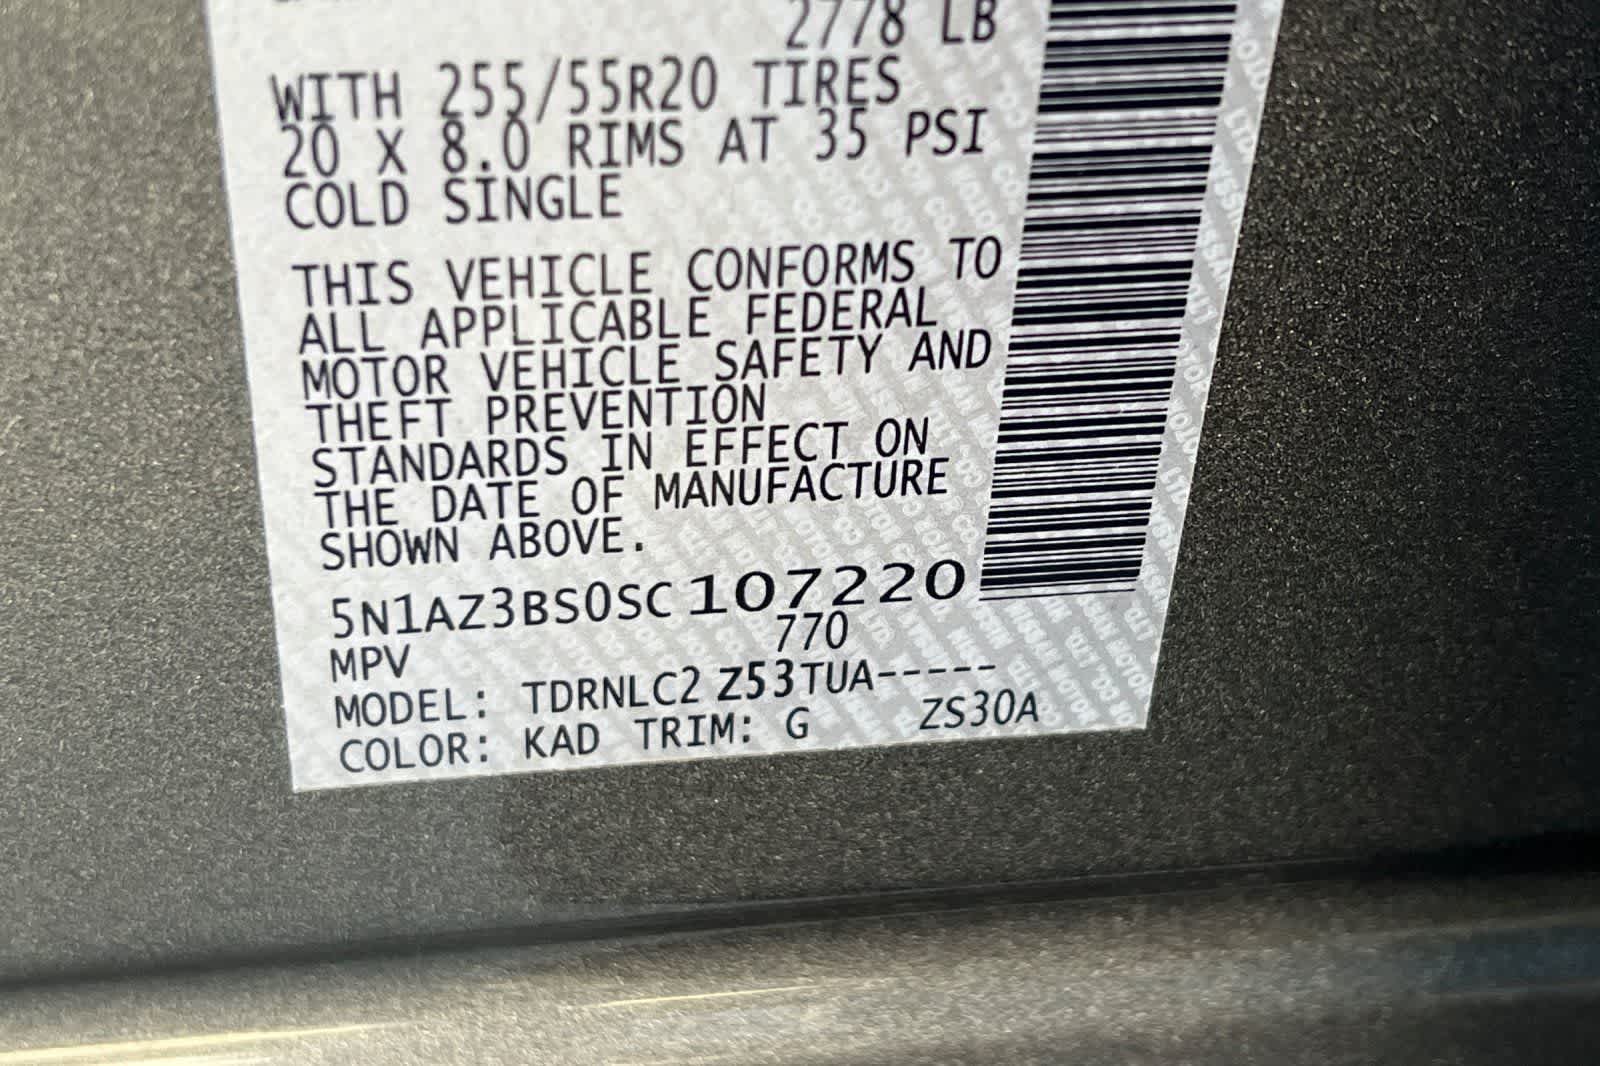 2778 LB
WITH 255/55R20 TIRES
20 X 8.0 RIMS AT 35 PSI
COLD SINGLE
THIS VEHICLE CONFORMS TO
ALL APPLICABLE FEDERAL
MOTOR VEHICLE SAFETY AND
THEFT PREVENTION
STANDARDS IN EFFECT ON
THE DATE OF MANUFACTURE
SHOWN ABOVE.
5N1AZ3BS0SC107220
770
MPV
MODEL: TDRNLC2 Z53TUA-----
COLOR: KAD TRIM: G ZS30A